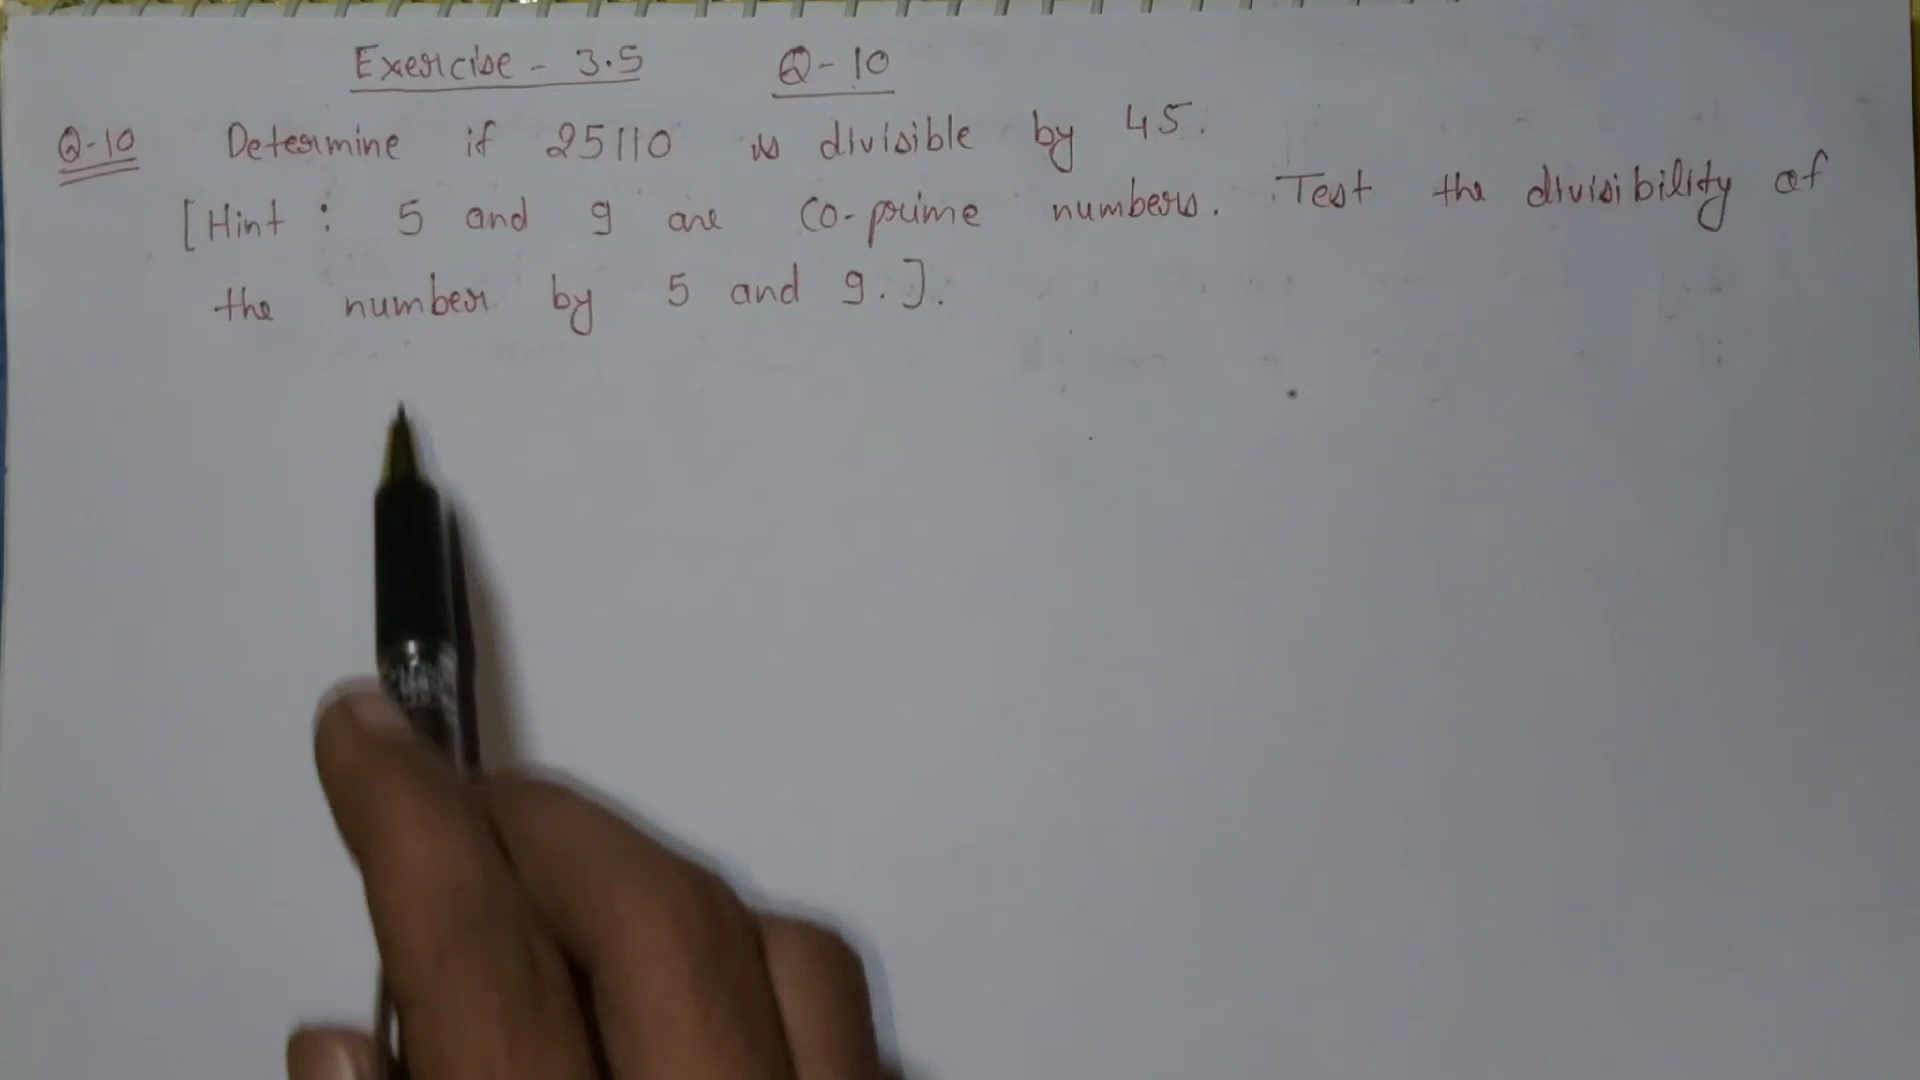 Exercise - 3.5 Q-10
Q-10 Determine if 25110 is divisible by 45.
[Hint : 5 and 9 are co-prime numbers. Test the divisibility of
the number by 5 and 9.].